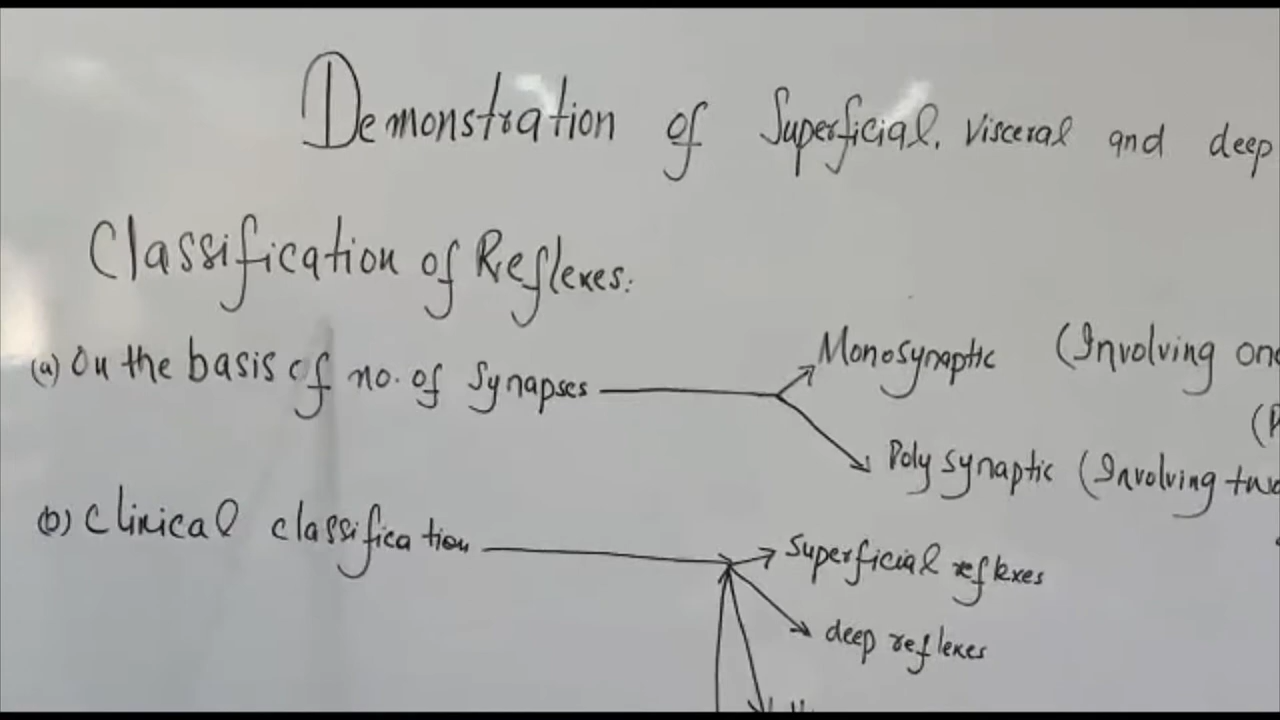 Demonstration of Superficial, Visceral and deep
Classification of Reflexes:
(a) On the basis of no. of Synapses
Monosynaptic (Involving one
Poly synaptic (Involving two
(b) Clinical classification
Superficial reflexes
deep reflexes